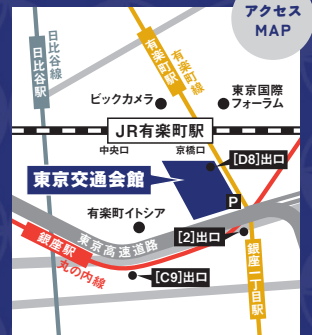 アクセス
MAP
日比谷線
日比谷駅
有楽町駅
有楽町線
ビックカメラ
東京国際
フォーラム
JR有楽町駅
中央口
京橋口
[D8]出口
東京交通会館
P
有楽町イトシア
[2]出口
銀座駅
丸の内線
東京高速道路
[C9]出口
銀座一丁目駅